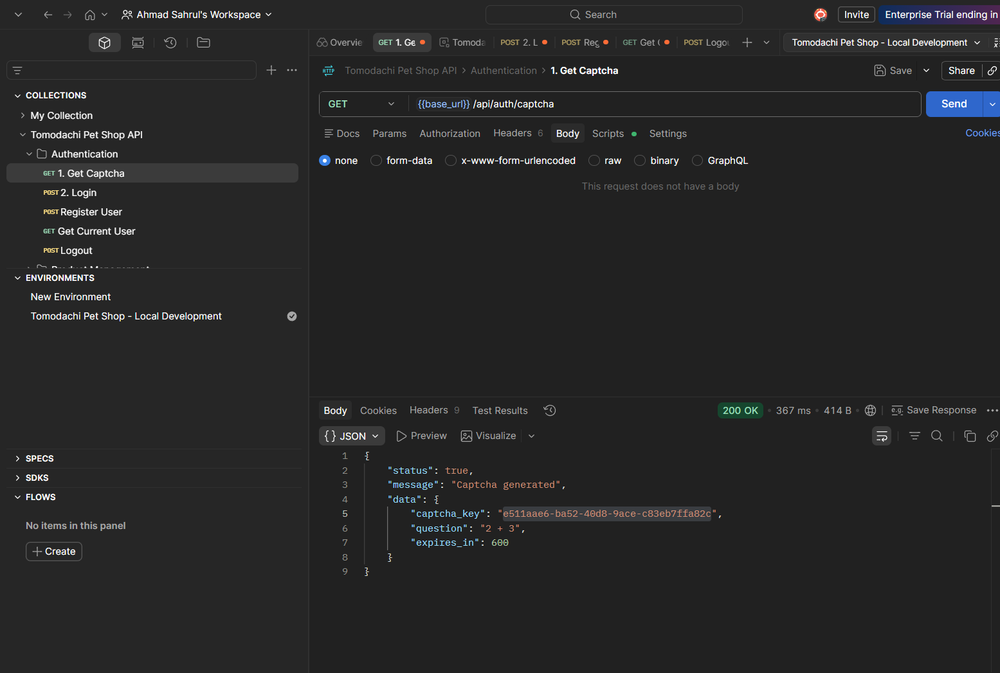 Ahmad Sahrul's Workspace
Search
Invite
Enterprise Trial ending in
Overvie
GET 1. Ge
Tomoda
POST 2. L
POST Reg
GET Get (
POST Logou
Tomodachi Pet Shop - Local Development
COLLECTIONS
My Collection
Tomodachi Pet Shop API
Authentication
GET 1. Get Captcha
POST 2. Login
POST Register User
GET Get Current User
POST Logout
Product Management
ENVIRONMENTS
New Environment
Tomodachi Pet Shop - Local Development
SPECS
SDKS
FLOWS
No items in this panel
Create
HTTP
Tomodachi Pet Shop API > Authentication > 1. Get Captcha
Save
Share
GET
{{base_url}} /api/auth/captcha
Send
Docs
Params
Authorization
Headers 6
Body
Scripts
Settings
Cookies
none
form-data
x-www-form-urlencoded
raw
binary
GraphQL
This request does not have a body
Body
Cookies
Headers 9
Test Results
200 OK • 367 ms • 414 B
e.g. Save Response
{} JSON
Preview
Visualize
1 {
2 "status": true,
3 "message": "Captcha generated",
4 "data": {
5 "captcha_key": "e511aae6-ba52-40d8-9ace-c83eb7ffa82c",
6 "question": "2 + 3",
7 "expires_in": 600
8 }
9 }